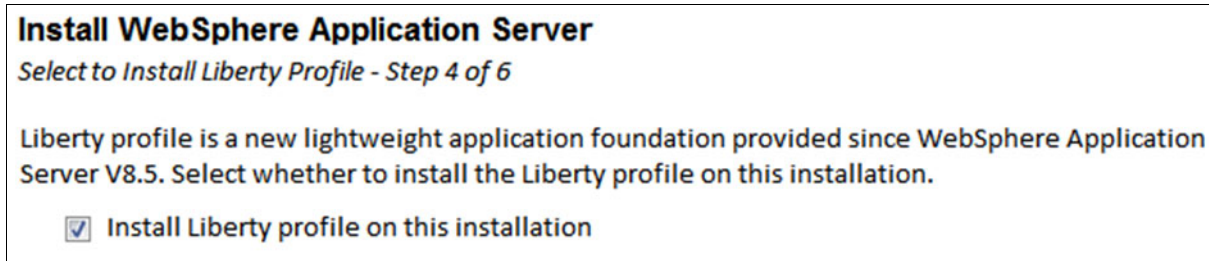 Install WebSphere Application Server
Select to Install Liberty Profile - Step 4 of 6
Liberty profile is a new lightweight application foundation provided since WebSphere Application
Server V8.5. Select whether to install the Liberty profile on this installation.
Install Liberty profile on this installation